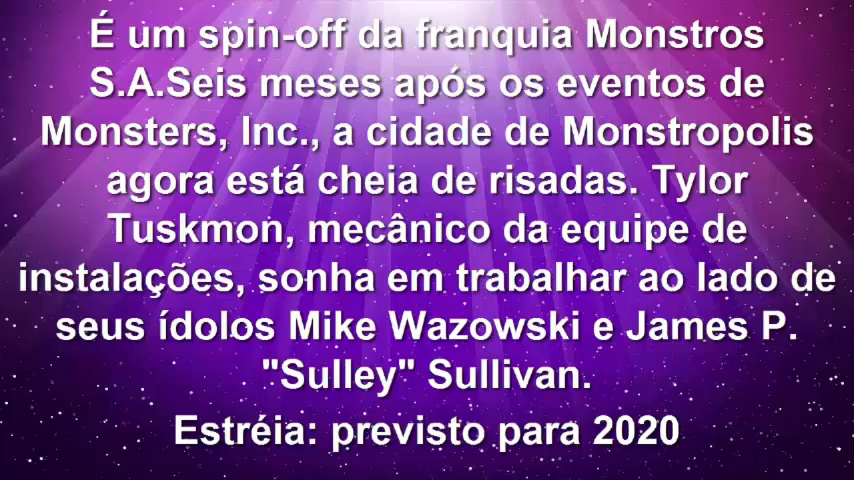 É um spin-off da franquia Monstros
S.A.Seis meses após os eventos de
Monsters, Inc., a cidade de Monstropolis
agora está cheia de risadas. Tylor
Tuskmon, mecânico da equipe de
instalações, sonha em trabalhar ao lado de
seus ídolos Mike Wazowski e James P.
"Sulley" Sullivan.
Estréia: previsto para 2020